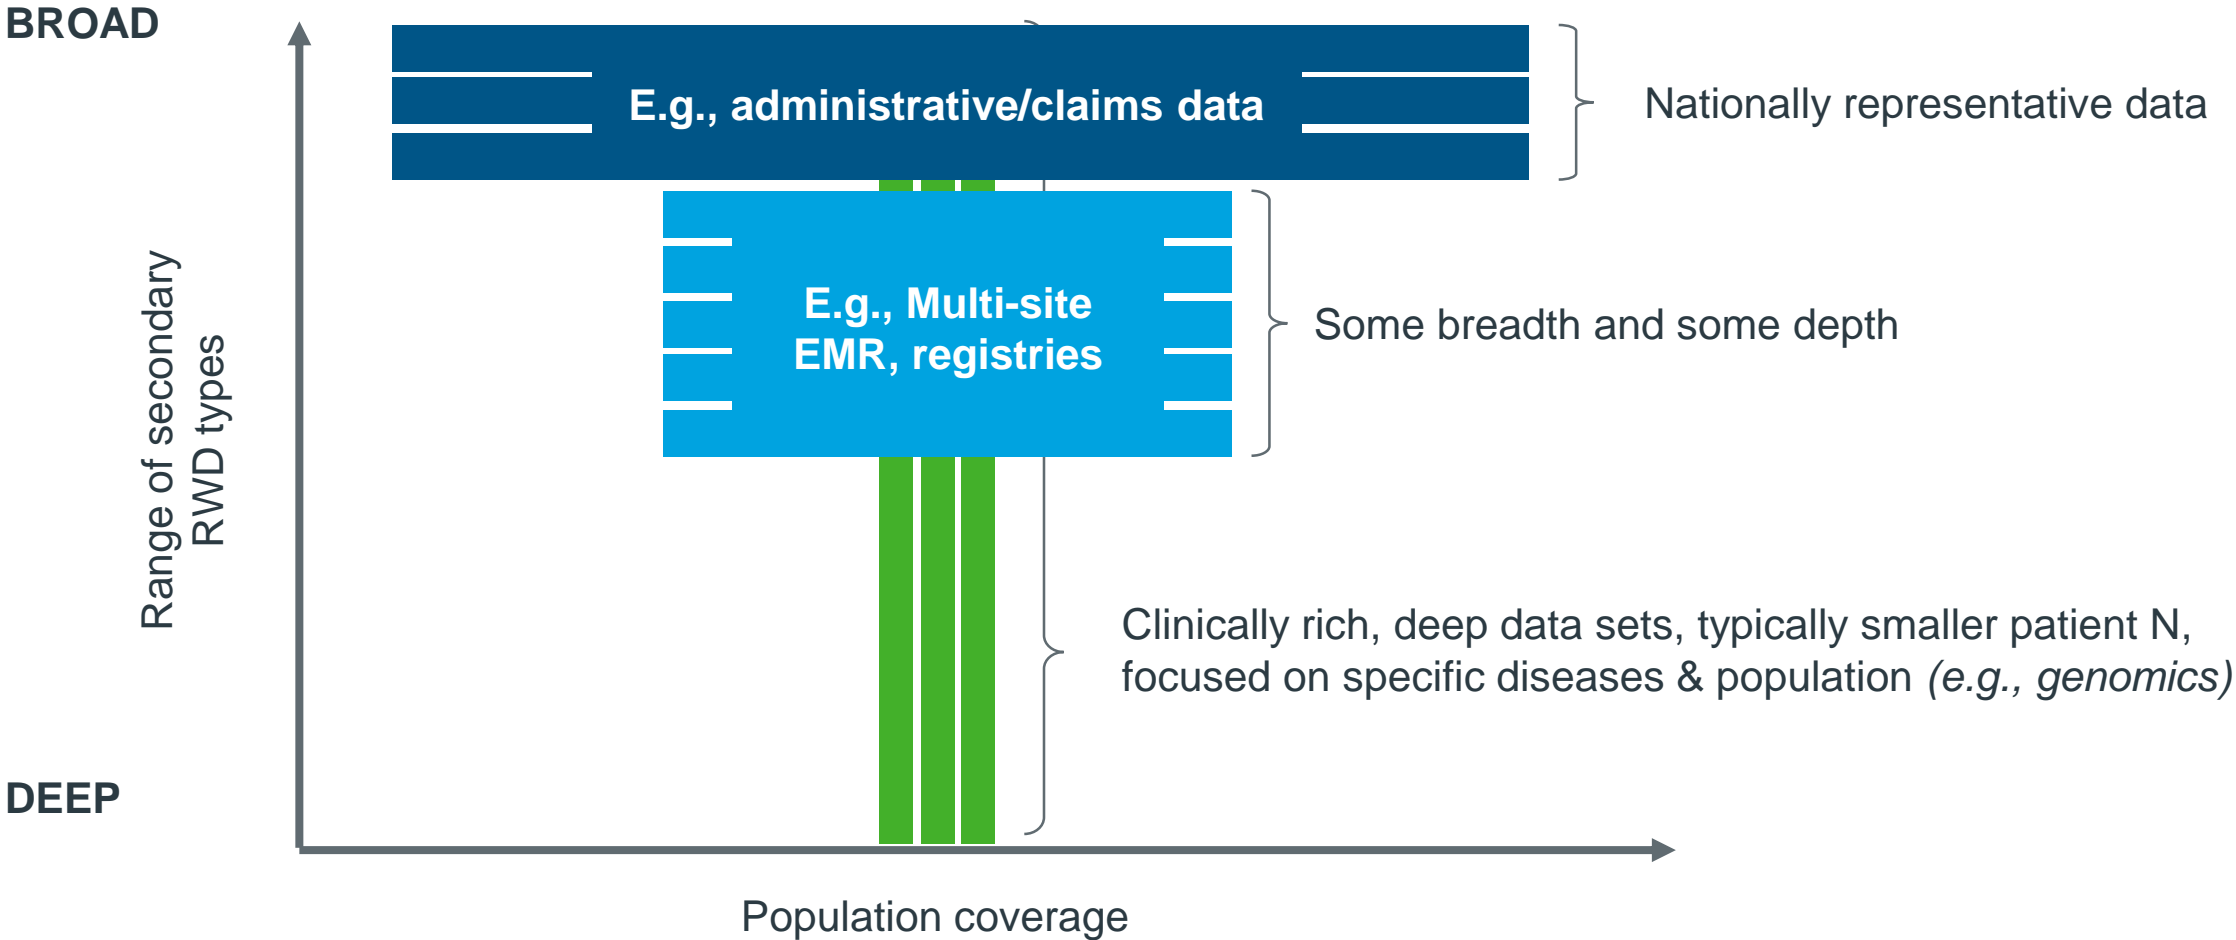 BROAD
E.g., administrative/claims data
Nationally representative data
Range of secondary
RWD types
E.g., Multi-site
EMR, registries
Some breadth and some depth
Clinically rich, deep data sets, typically smaller patient N,
focused on specific diseases & population (e.g., genomics)
DEEP
Population coverage